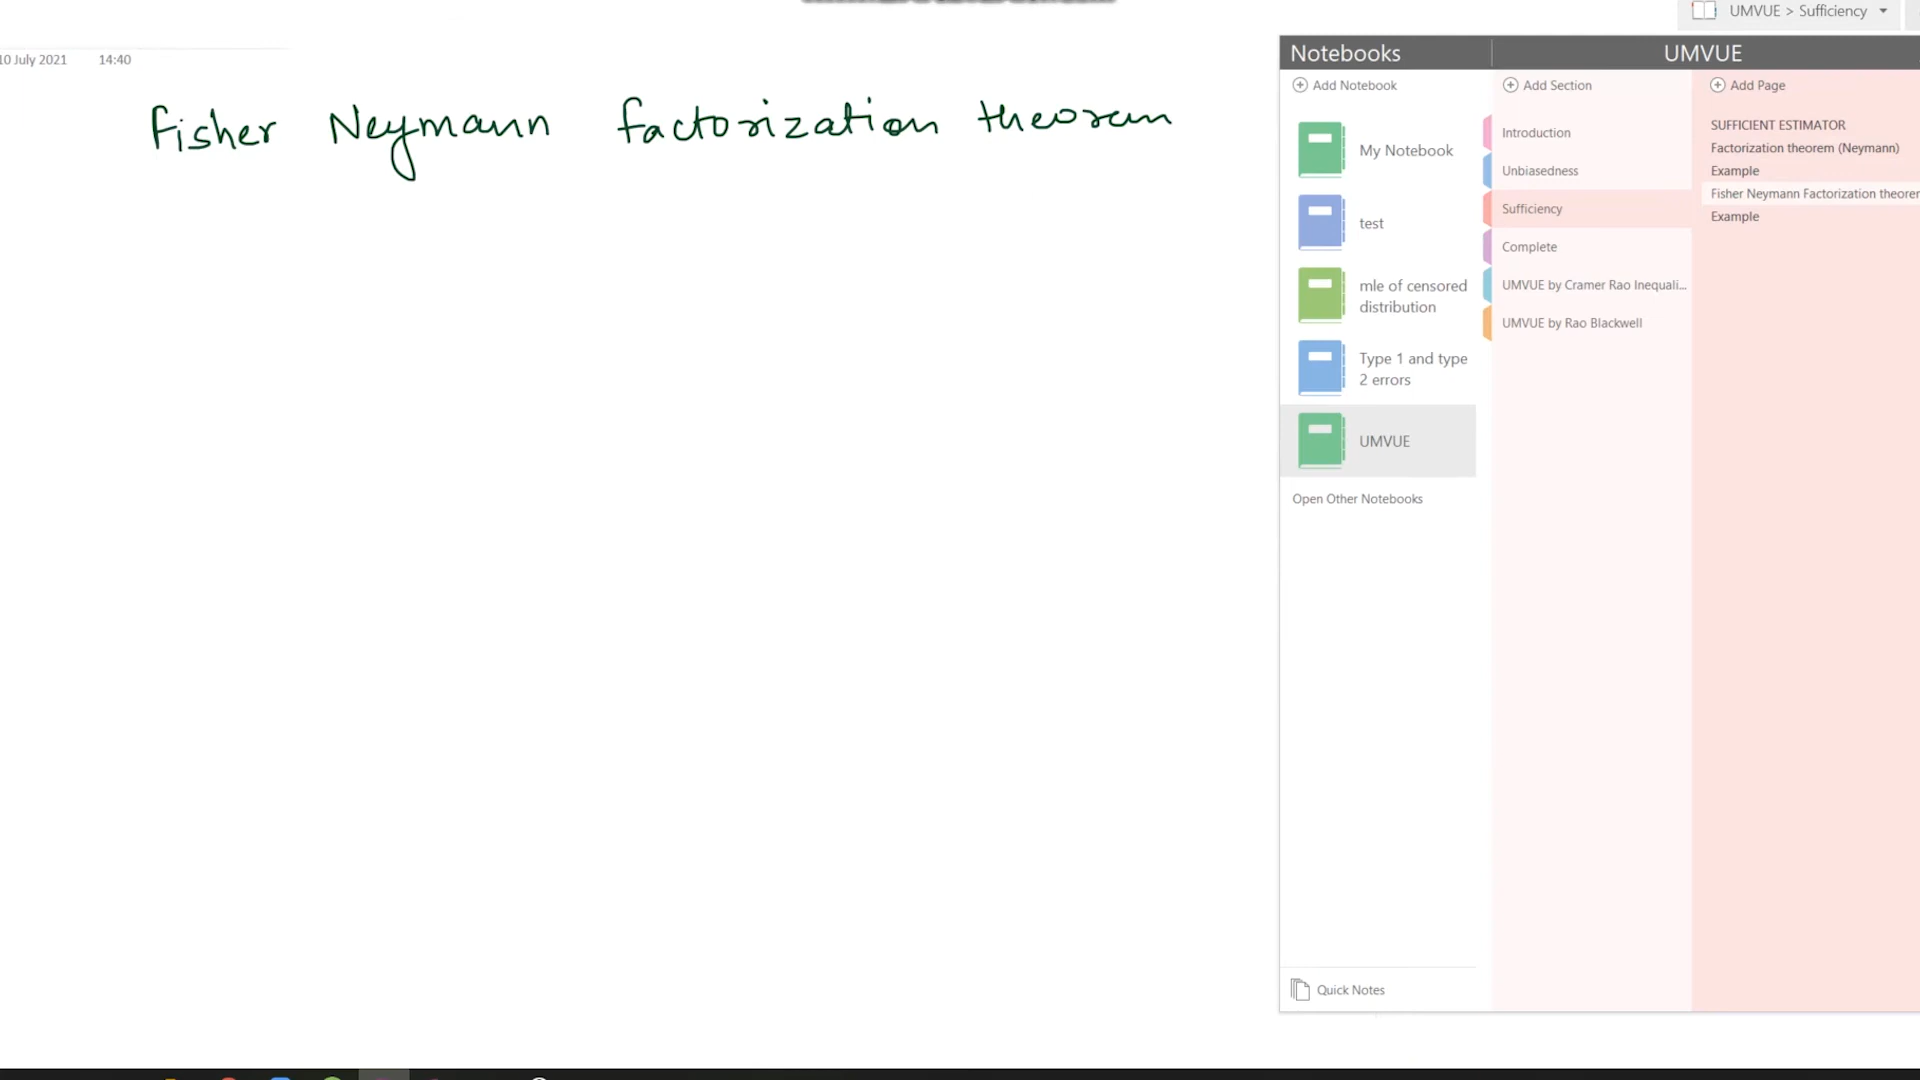 UMVUE > Sufficiency
10 July 2021 14:40
Fisher Neymann factorization theorem
Notebooks
Add Notebook
My Notebook
test
mle of censored
distribution
Type 1 and type
2 errors
UMVUE
Open Other Notebooks
Quick Notes
UMVUE
Add Section
Introduction
Unbiasedness
Sufficiency
Complete
UMVUE by Cramer Rao Inequali...
UMVUE by Rao Blackwell
Add Page
SUFFICIENT ESTIMATOR
Factorization theorem (Neymann)
Example
Fisher Neymann Factorization theorer
Example